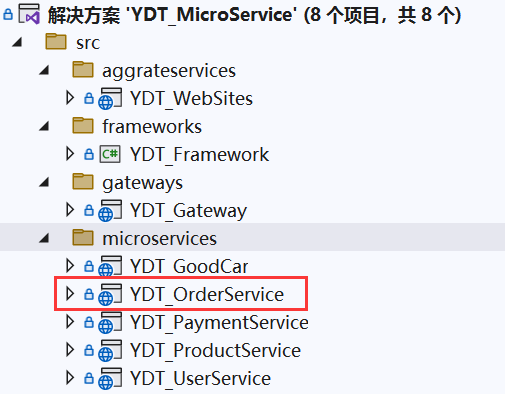 解决方案 'YDT_MicroService' (8 个项目，共 8 个)
src
aggrateservices
YDT_WebSites
frameworks
C# YDT_Framework
gateways
YDT_Gateway
microservices
YDT_GoodCar
YDT_OrderService
YDT_PaymentService
YDT_ProductService
YDT_UserService